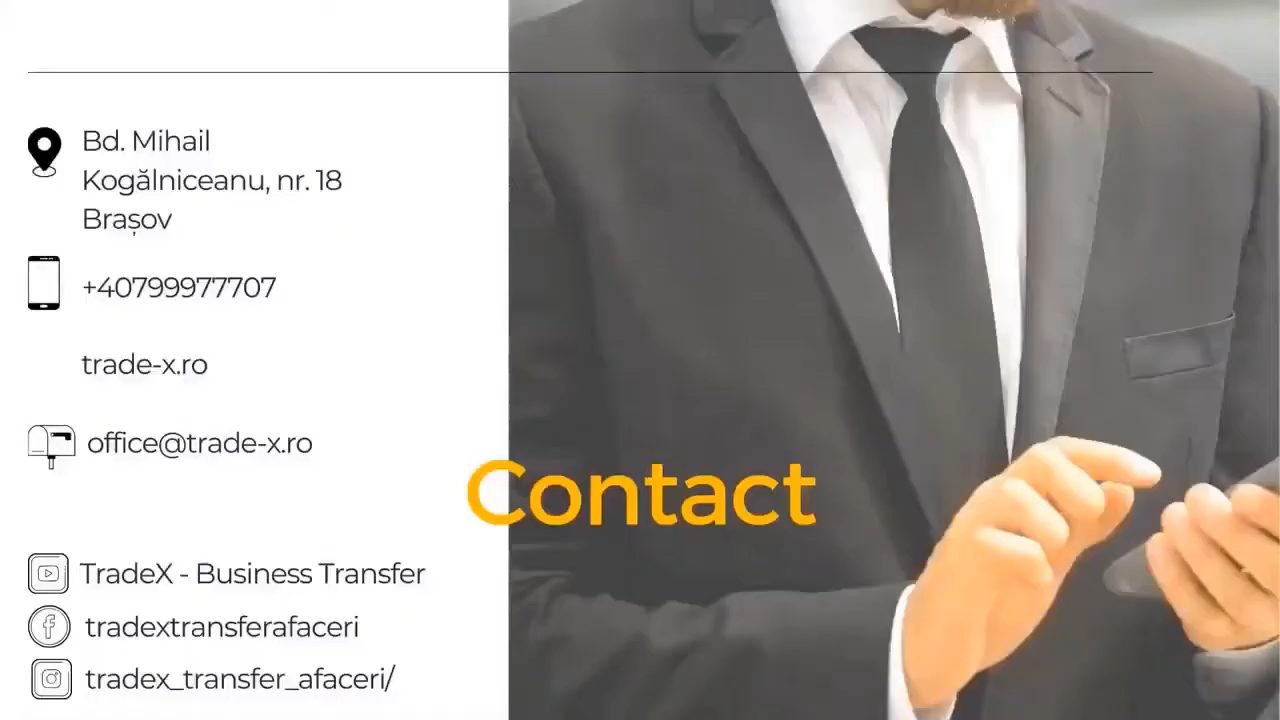 Bd. Mihail
Kogălniceanu, nr. 18
Brașov
+40799977707
trade-x.ro
office@trade-x.ro
Contact
TradeX - Business Transfer
tradextransferafaceri
tradex_transfer_afaceri/